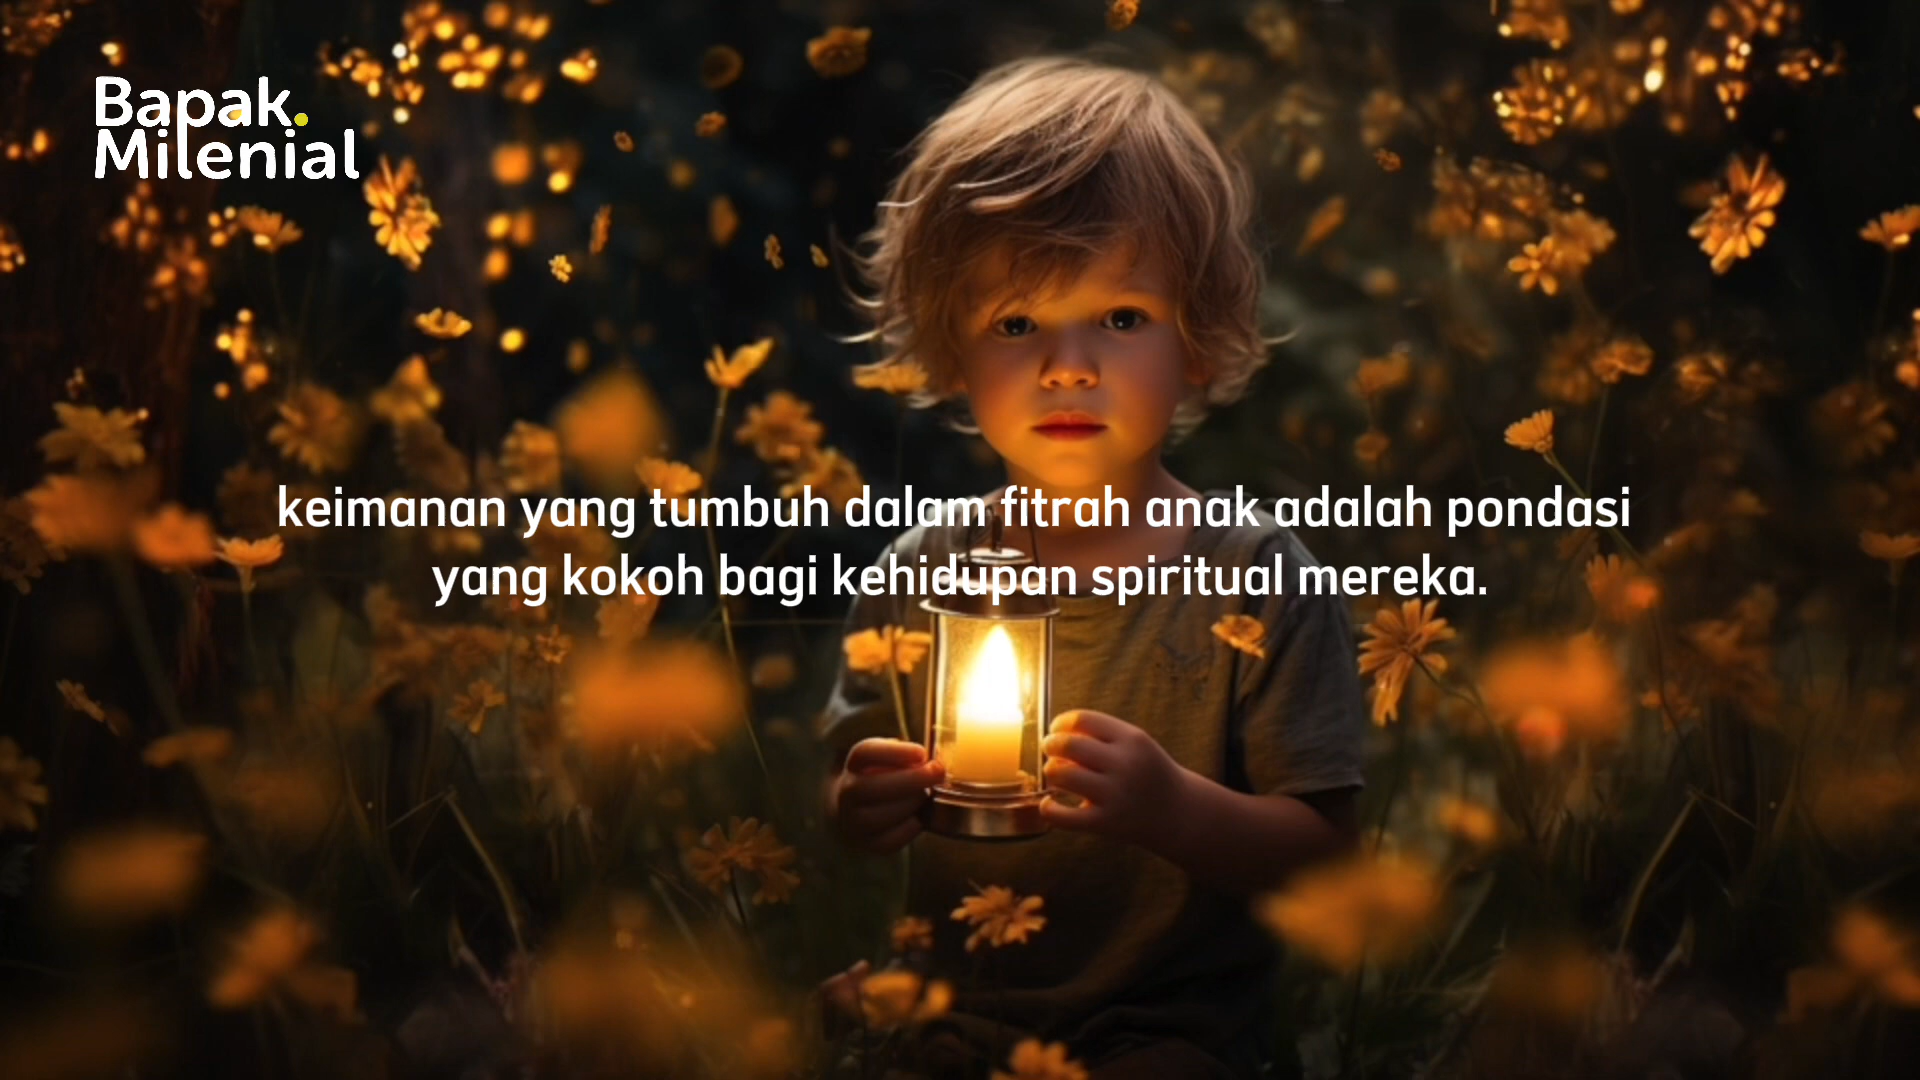 Bapak.
Milenial
keimanan yang tumbuh dalam fitrah anak adalah pondasi
yang kokoh bagi kehidupan spiritual mereka.